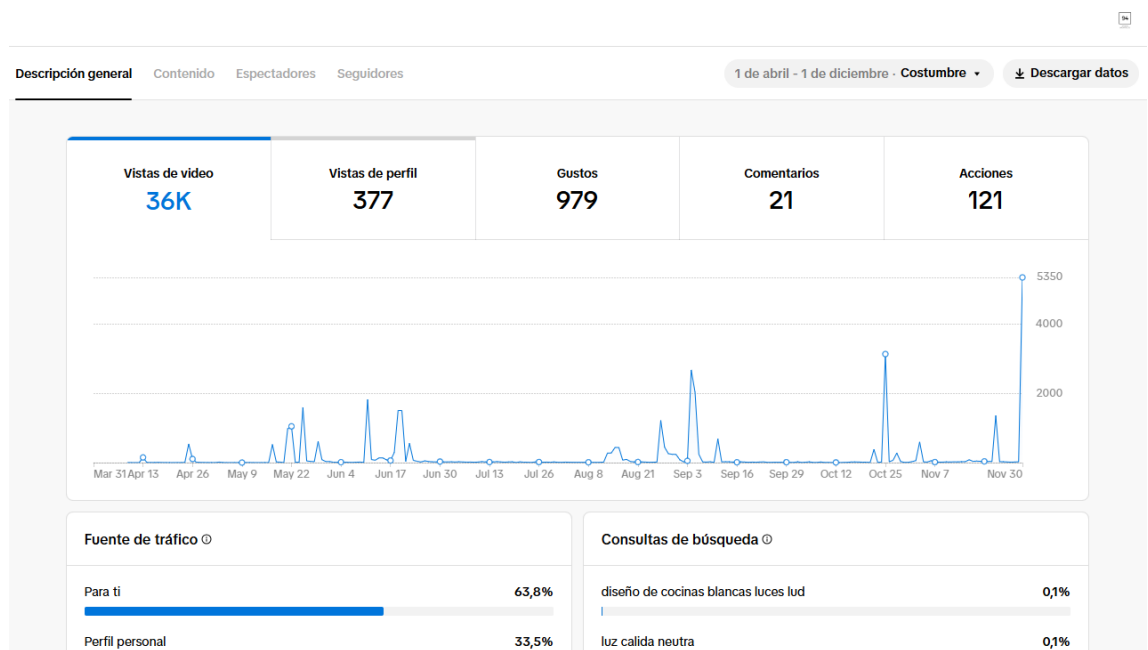 Descripción general Contenido Espectadores Seguidores 1 de abril - 1 de diciembre · Costumbre Descargar datos
Vistas de video Vistas de perfil Gustos Comentarios Acciones
36K 377 979 21 121
5350
4000
2000
Mar 31 Apr 13 Apr 26 May 9 May 22 Jun 4 Jun 17 Jun 30 Jul 13 Jul 26 Aug 8 Aug 21 Sep 3 Sep 16 Sep 29 Oct 12 Oct 25 Nov 7 Nov 30
Fuente de tráfico Consultas de búsqueda
Para ti 63,8% diseño de cocinas blancas luces lud 0,1%
Perfil personal 33,5% luz calida neutra 0,1%